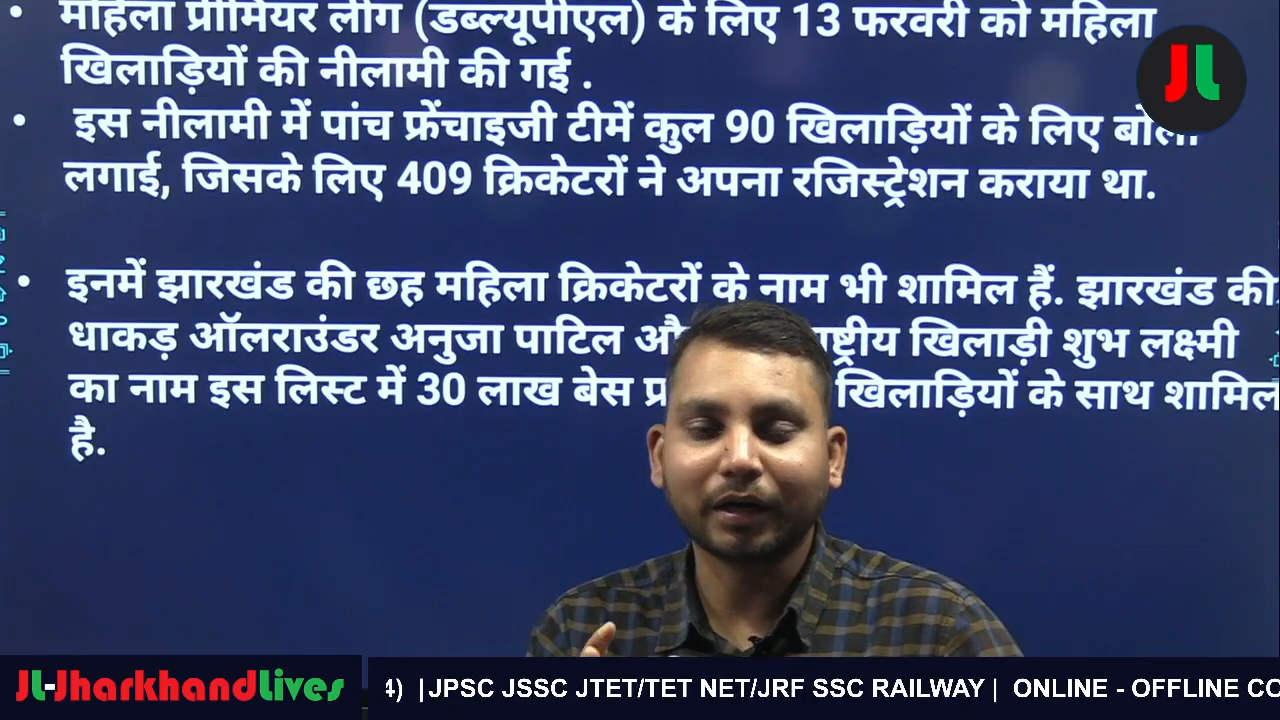 महिला प्रीमियर लीग (डब्ल्यूपीएल) के लिए 13 फरवरी को महिला
खिलाड़ियों की नीलामी की गई .
इस नीलामी में पांच फ्रेंचाइजी टीमें कुल 90 खिलाड़ियों के लिए
लगाई, जिसके लिए 409 क्रिकेटरों ने अपना रजिस्ट्रेशन कराया था.
इनमें झारखंड की छह महिला क्रिकेटरों के नाम भी शामिल हैं. झारखंड की
धाकड़ ऑलराउंडर अनुजा पाटिल खिलाड़ी शुभ लक्ष्मी
का नाम इस लिस्ट में 30 लाख बेस खिलाड़ियों के साथ शामिल
है.
JL
JL-JharkhandLives
4) | JPSC JSSC JTET/TET NET/JRF SSC RAILWAY | ONLINE - OFFLINE CO